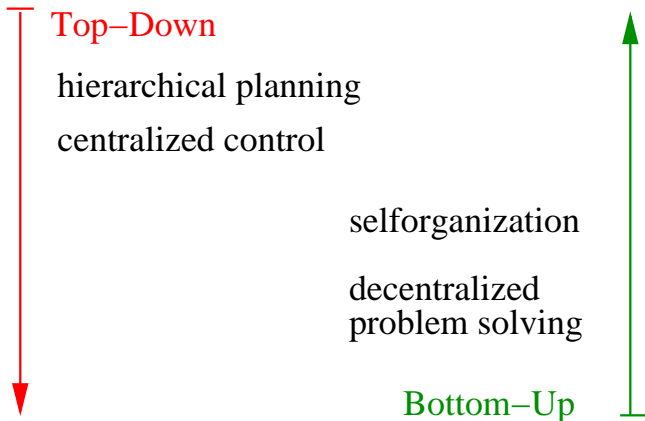 Top−Down
hierarchical planning
centralized control
selforganization
decentralized
problem solving
Bottom−Up